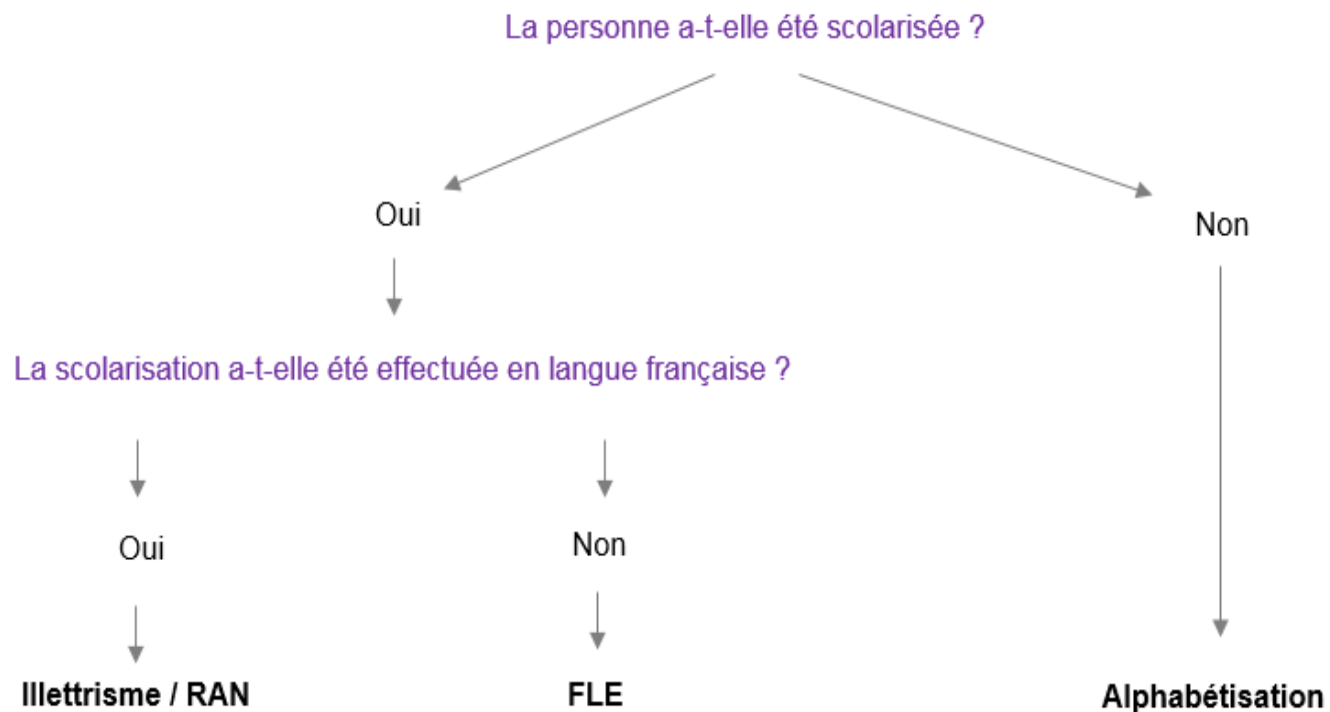 La personne a-t-elle été scolarisée ?
Oui
Non
La scolarisation a-t-elle été effectuée en langue française ?
Oui
Non
Illettrisme / RAN
FLE
Alphabétisation